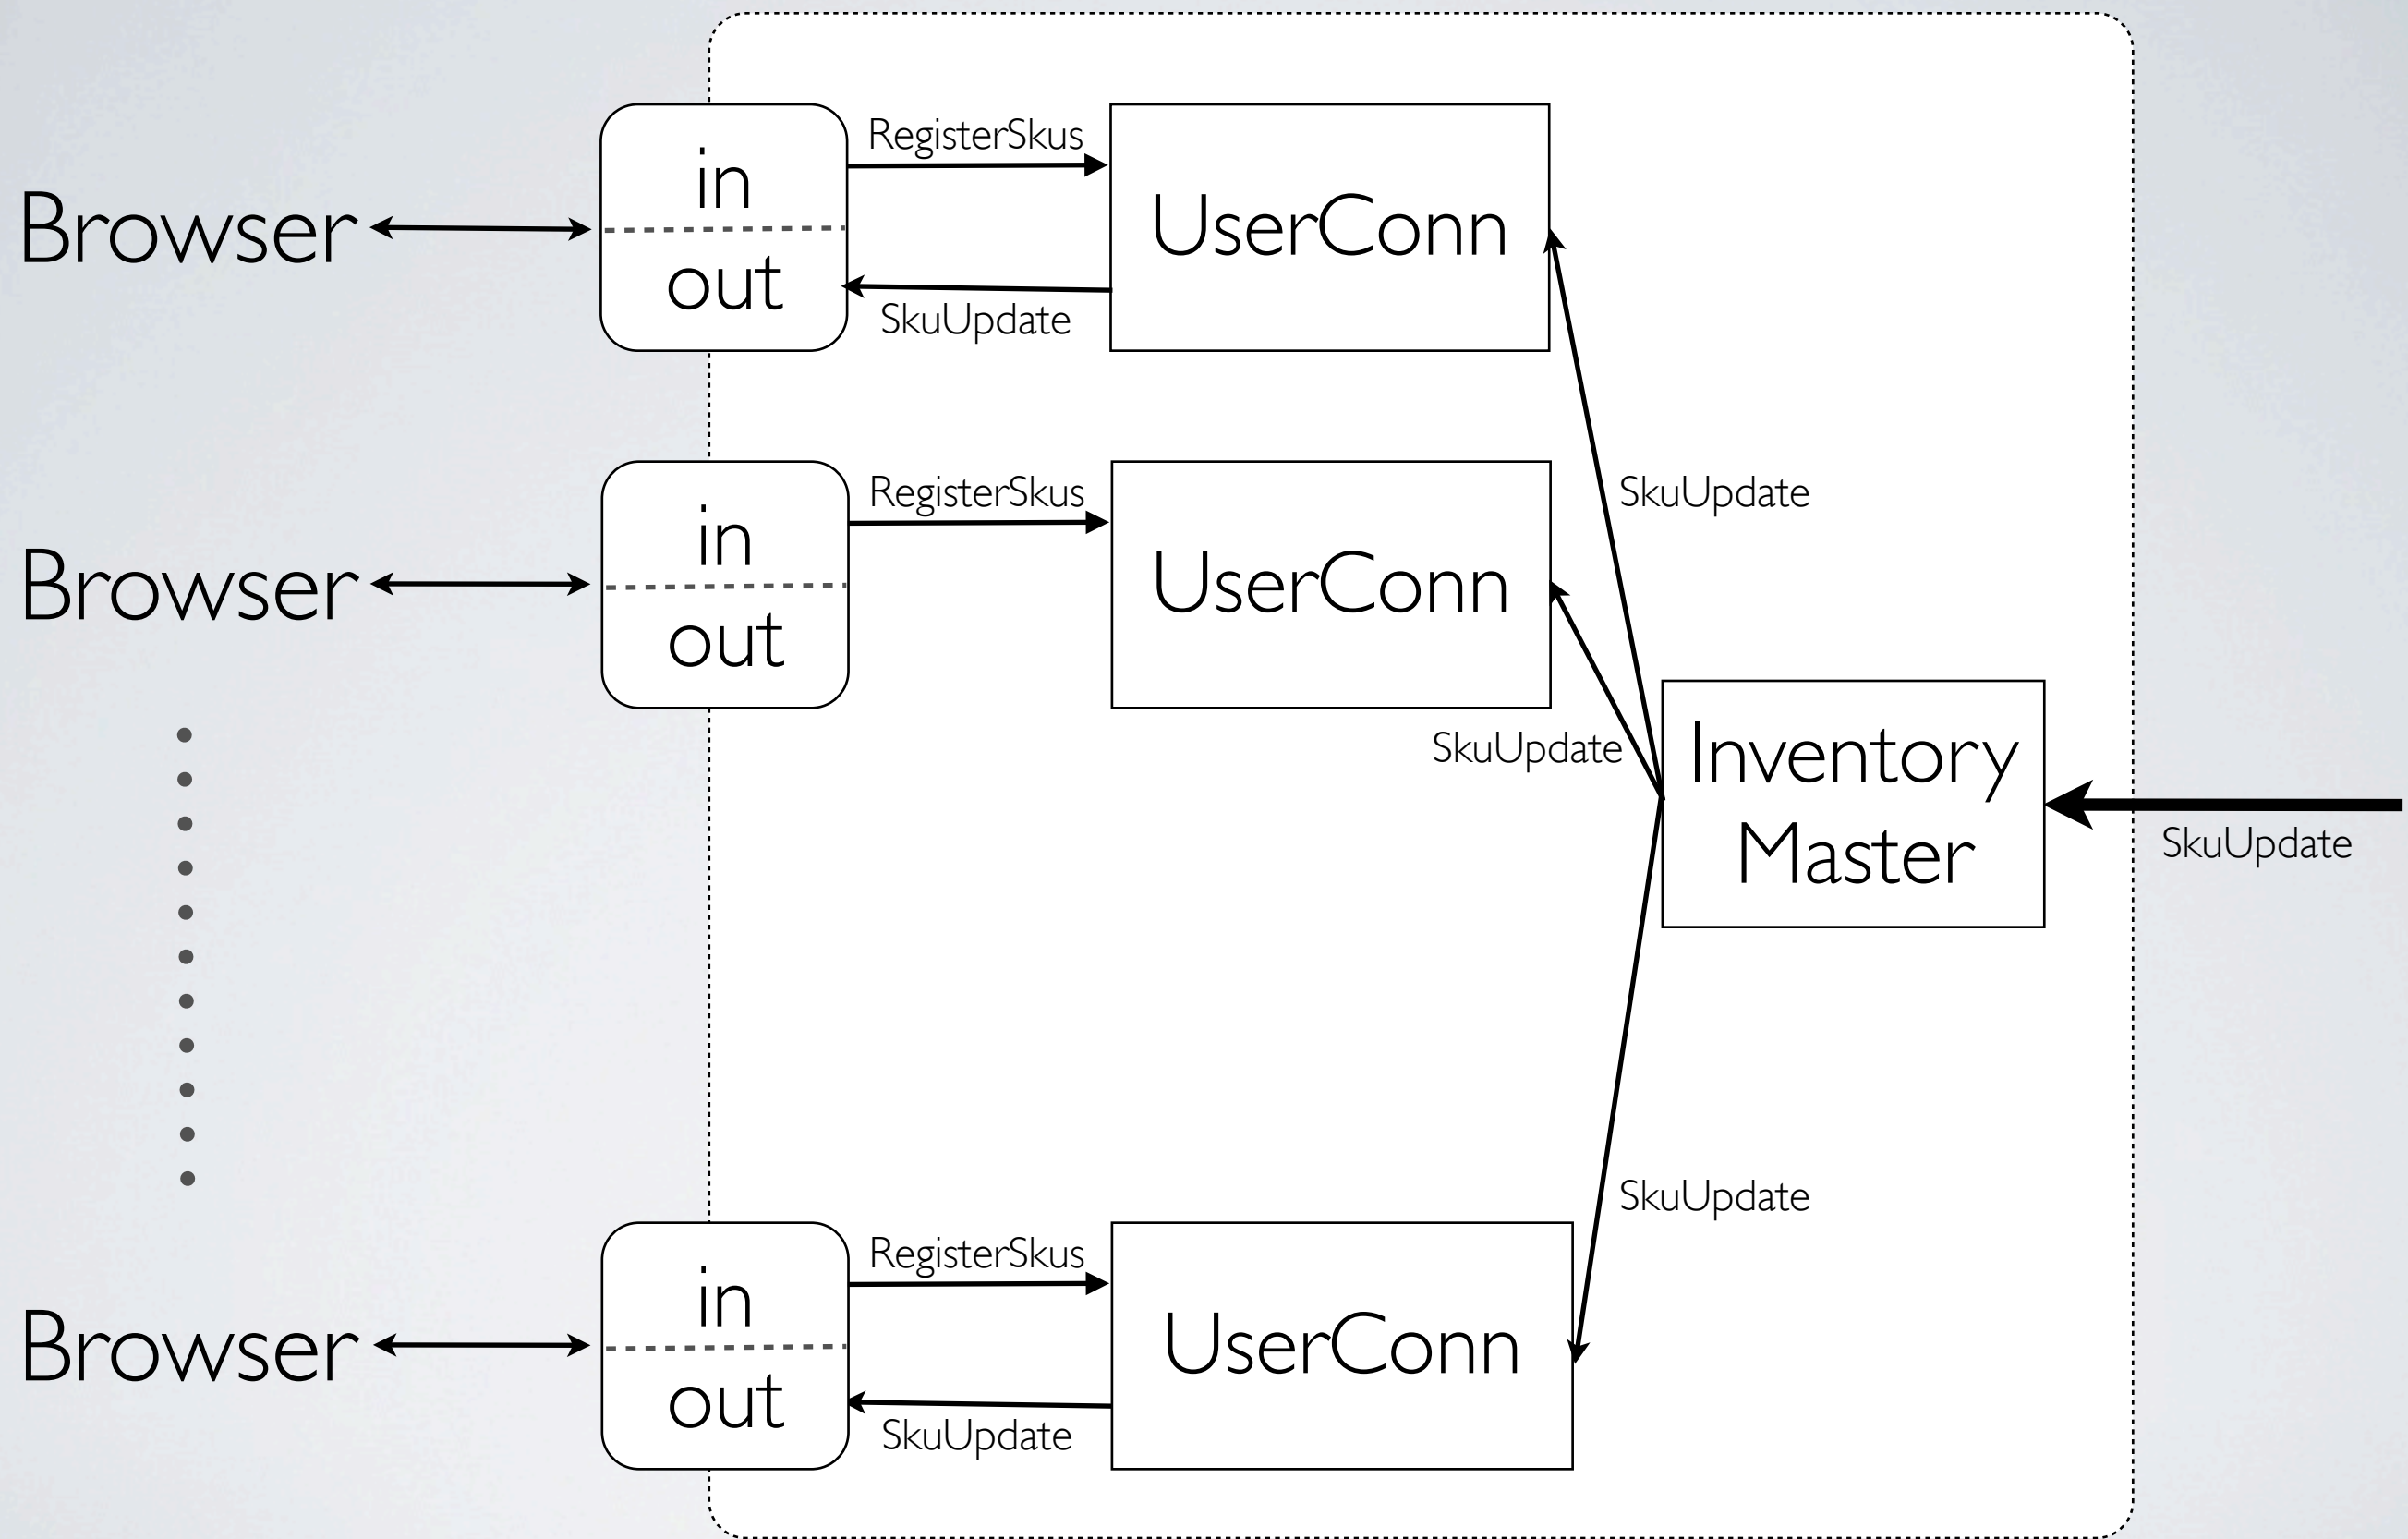 RegisterSkus
in
Browser
UserConn
out
SkuUpdate
RegisterSkus
SkuUpdate
in
Browser
UserConn
out
SkuUpdate
Inventory
Master
SkuUpdate
SkuUpdate
RegisterSkus
in
Browser
UserConn
out
SkuUpdate